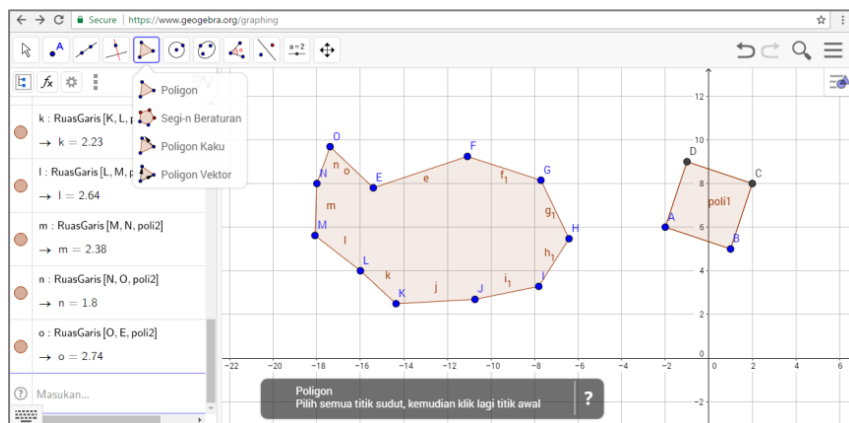 Secure | https://www.geogebra.org/graphing
A
a=2
fx
Poligon
Segi-n Beraturan
Poligon Kaku
Poligon Vektor
k : RuasGaris[K, L, p
→ k = 2.23
l : RuasGaris[L, M, p
→ l = 2.64
m : RuasGaris[M, N, poli2]
→ m = 2.38
n : RuasGaris[N, O, poli2]
→ n = 1.8
o : RuasGaris[O, E, poli2]
→ o = 2.74
Masukan...
O
N
n
o
E
e
F
f₁
G
g₁
H
h₁
I
i₁
J
j
K
k
L
l
M
m
D
C
poli1
A
B
12
10
8
6
4
2
0
−2
−22 −20 −18 −16 −14 −12 −10 −8 −6 −4 −2 0 2 4 6
Poligon
Pilih semua titik sudut, kemudian klik lagi titik awal
?